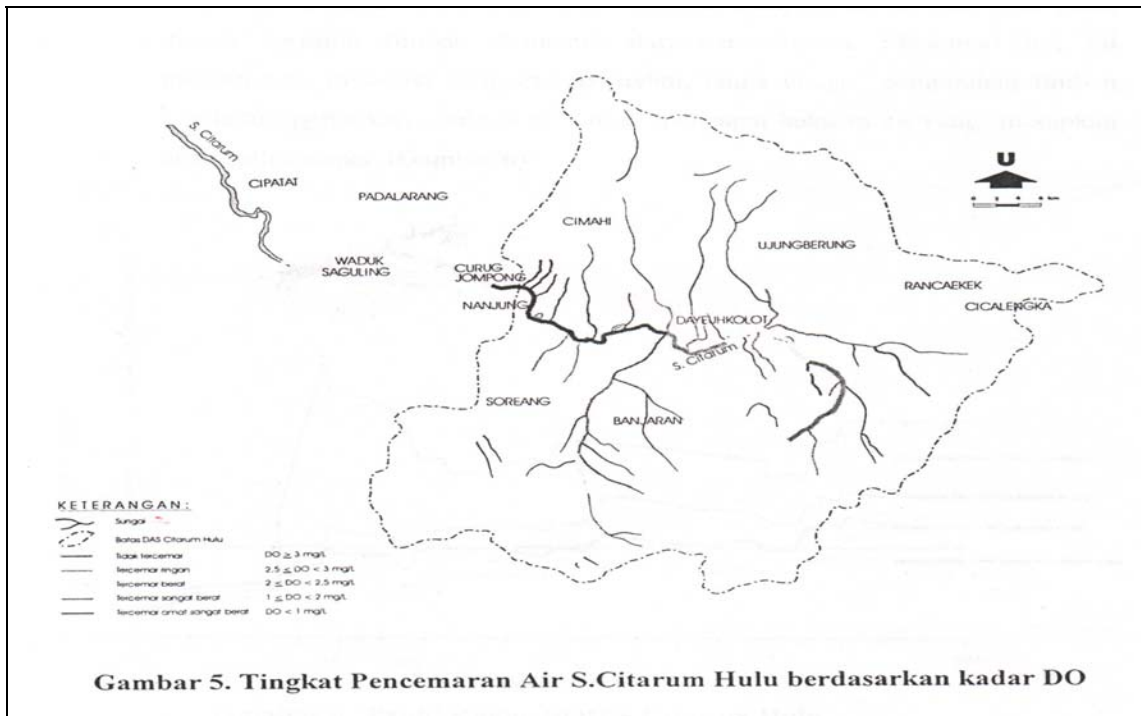 U
S. Citarum
CIPATAT
PADALARANG
CIMAHI
UJUNGBERUNG
WADUK
SAGULING
CURUG
JOMPONG
NANJUNG
RANCAEKEK
CICALENGKA
DAYEUHKOLOT
S. Citarum
SOREANG
BANJARAN
KETERANGAN:
Sungai
Batas DAS Citarum Hulu
Tidak tercemar DO ≥ 3 mg/L
Tercemar ringan 2.5 ≤ DO < 3 mg/L
Tercemar berat 2 ≤ DO < 2.5 mg/L
Tercemar sangat berat 1 ≤ DO < 2 mg/L
Tercemar amat sangat berat DO < 1 mg/L
Gambar 5. Tingkat Pencemaran Air S.Citarum Hulu berdasarkan kadar DO